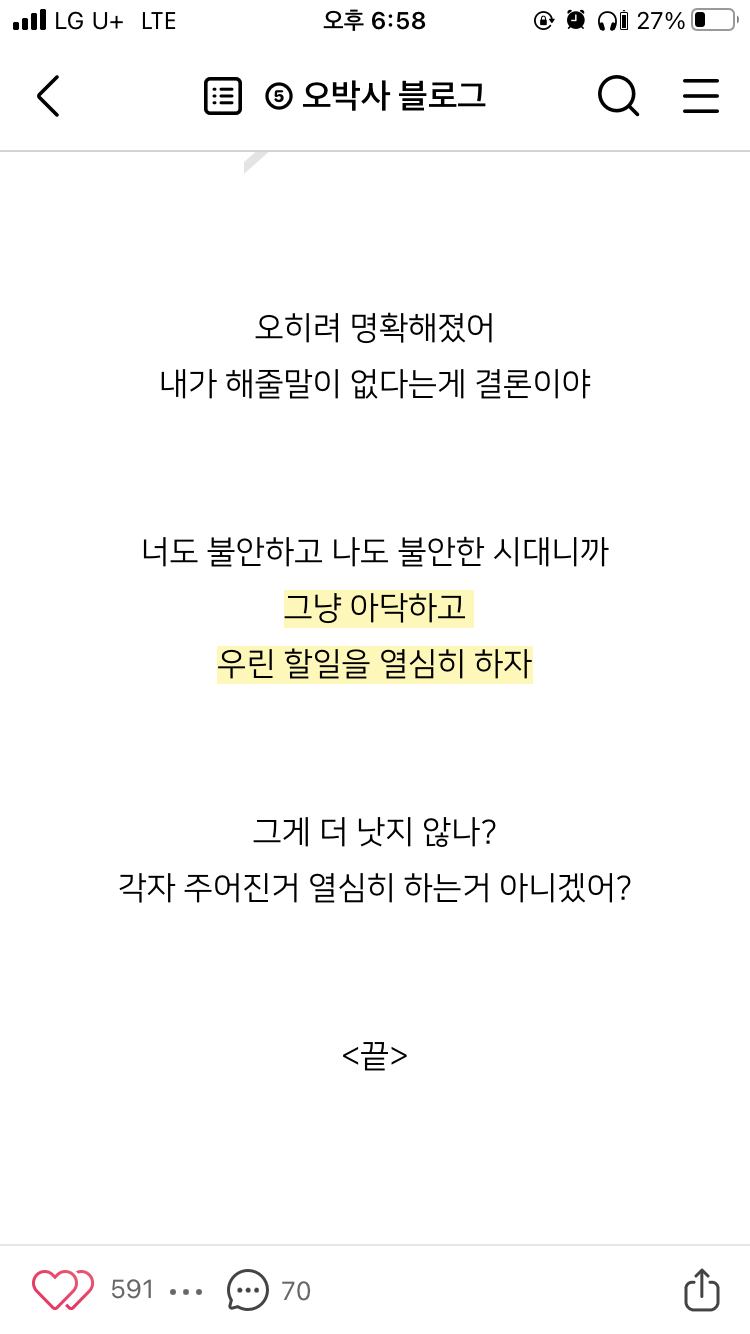 LG U+ LTE 오후 6:58 27%
⑤ 오박사 블로그
오히려 명확해졌어
내가 해줄말이 없다는게 결론이야
너도 불안하고 나도 불안한 시대니까
그냥 아닥하고
우린 할일을 열심히 하자
그게 더 낫지 않나?
각자 주어진거 열심히 하는거 아니겠어?
<끝>
591 ... 70